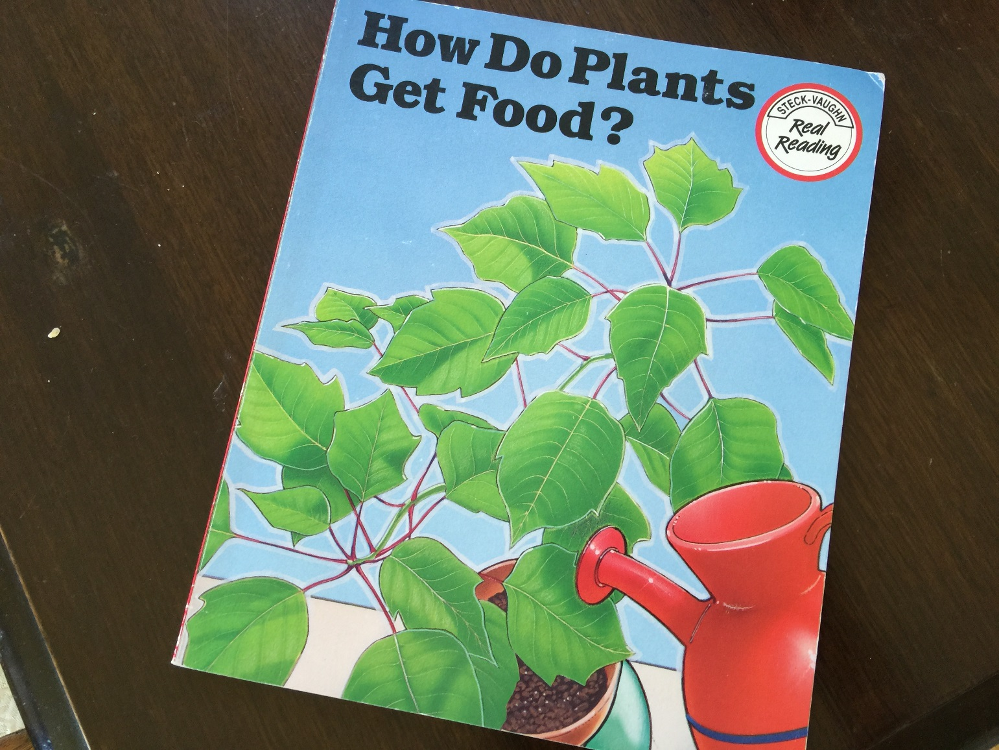 How Do Plants
Get Food?
STECK-VAUGHN
Real
Reading